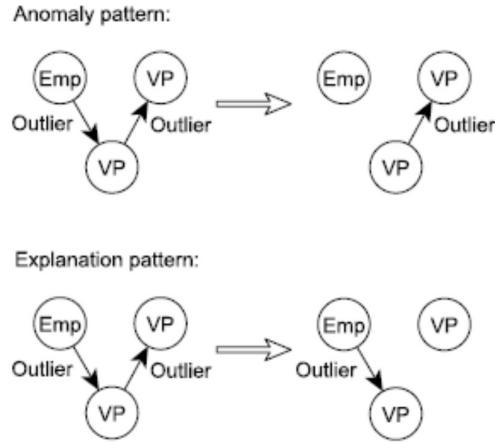 Anomaly pattern:
Emp VP Emp VP
Outlier Outlier Outlier
VP VP
Explanation pattern:
Emp VP Emp VP
Outlier Outlier Outlier
VP VP